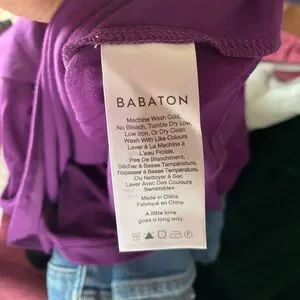 BABATON
Machine Wash Cold,
No Bleach, Tumble Dry Low,
Low Iron, Or Dry Clean
Wash With Like Colours
Laver à La Machine à
L'eau Froide,
Pas De Blanchiment,
Sécher à Basse Température,
Repasser à Basse Température,
Ou Nettoyer à Sec
Laver Avec Des Couleurs
Semblables
Made in China
Fabriqué en China
A little love
goes a long way.